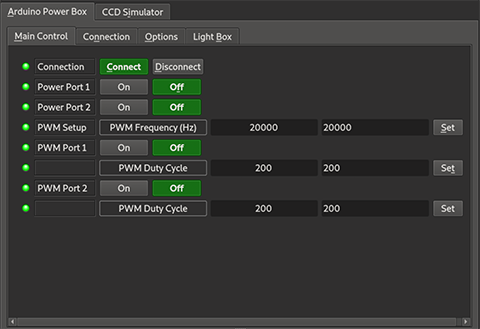 Arduino Power Box CCD Simulator
Main Control Connection Options Light Box
Connection Connect Disconnect
Power Port 1 On Off
Power Port 2 On Off
PWM Setup PWM Frequency (Hz) 20000 20000 Set
PWM Port 1 On Off
PWM Duty Cycle 200 200 Set
PWM Port 2 On Off
PWM Duty Cycle 200 200 Set